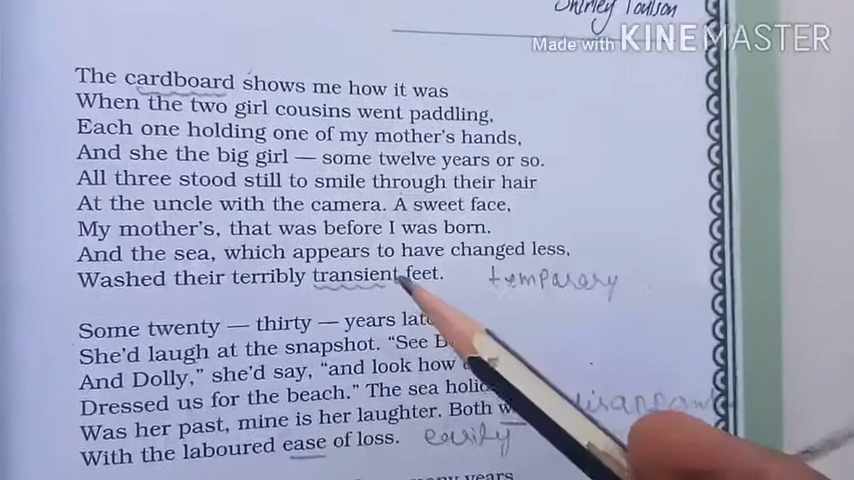 Shirley Toulson
Made with KINEMASTER
The cardboard shows me how it was
When the two girl cousins went paddling,
Each one holding one of my mother's hands,
And she the big girl — some twelve years or so.
All three stood still to smile through their hair
At the uncle with the camera. A sweet face,
My mother's, that was before I was born.
And the sea, which appears to have changed less,
Washed their terribly transient feet. temparary
Some twenty — thirty — years
She'd laugh at the snapshot. "See
And Dolly," she'd say, "and look how
Dressed us for the beach." The sea
Was her past, mine is her laughter. Both
With the laboured ease of loss.
years